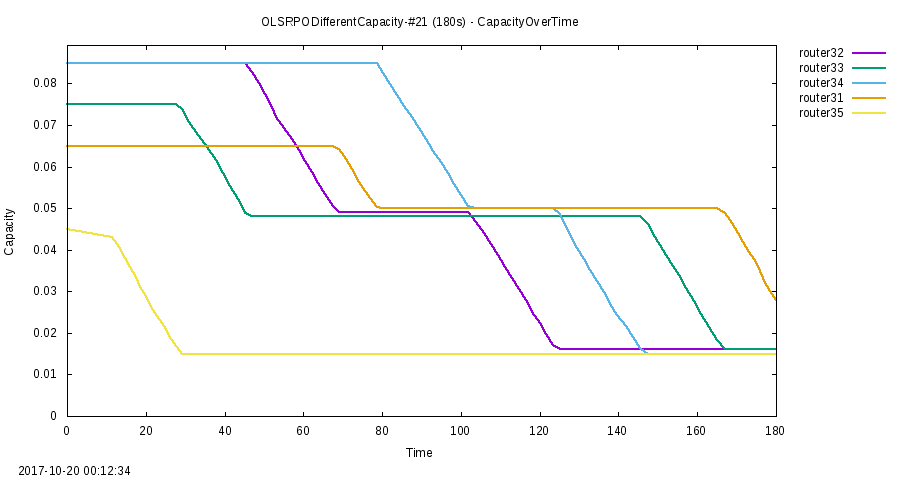 OLSRPODifferentCapacity-#21 (180s) - CapacityOverTime
router32
router33
router34
router31
router35
0.08
0.07
0.06
0.05
0.04
0.03
0.02
0.01
0
Capacity
0 20 40 60 80 100 120 140 160 180
Time
2017-10-20 00:12:34